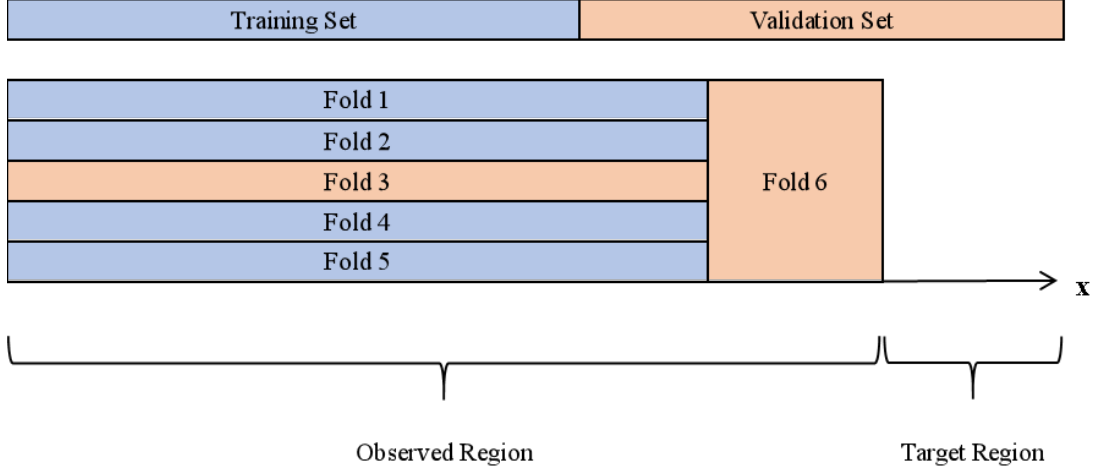 Training Set
Validation Set
Fold 1
Fold 2
Fold 3
Fold 4
Fold 5
Fold 6
x
Observed Region
Target Region